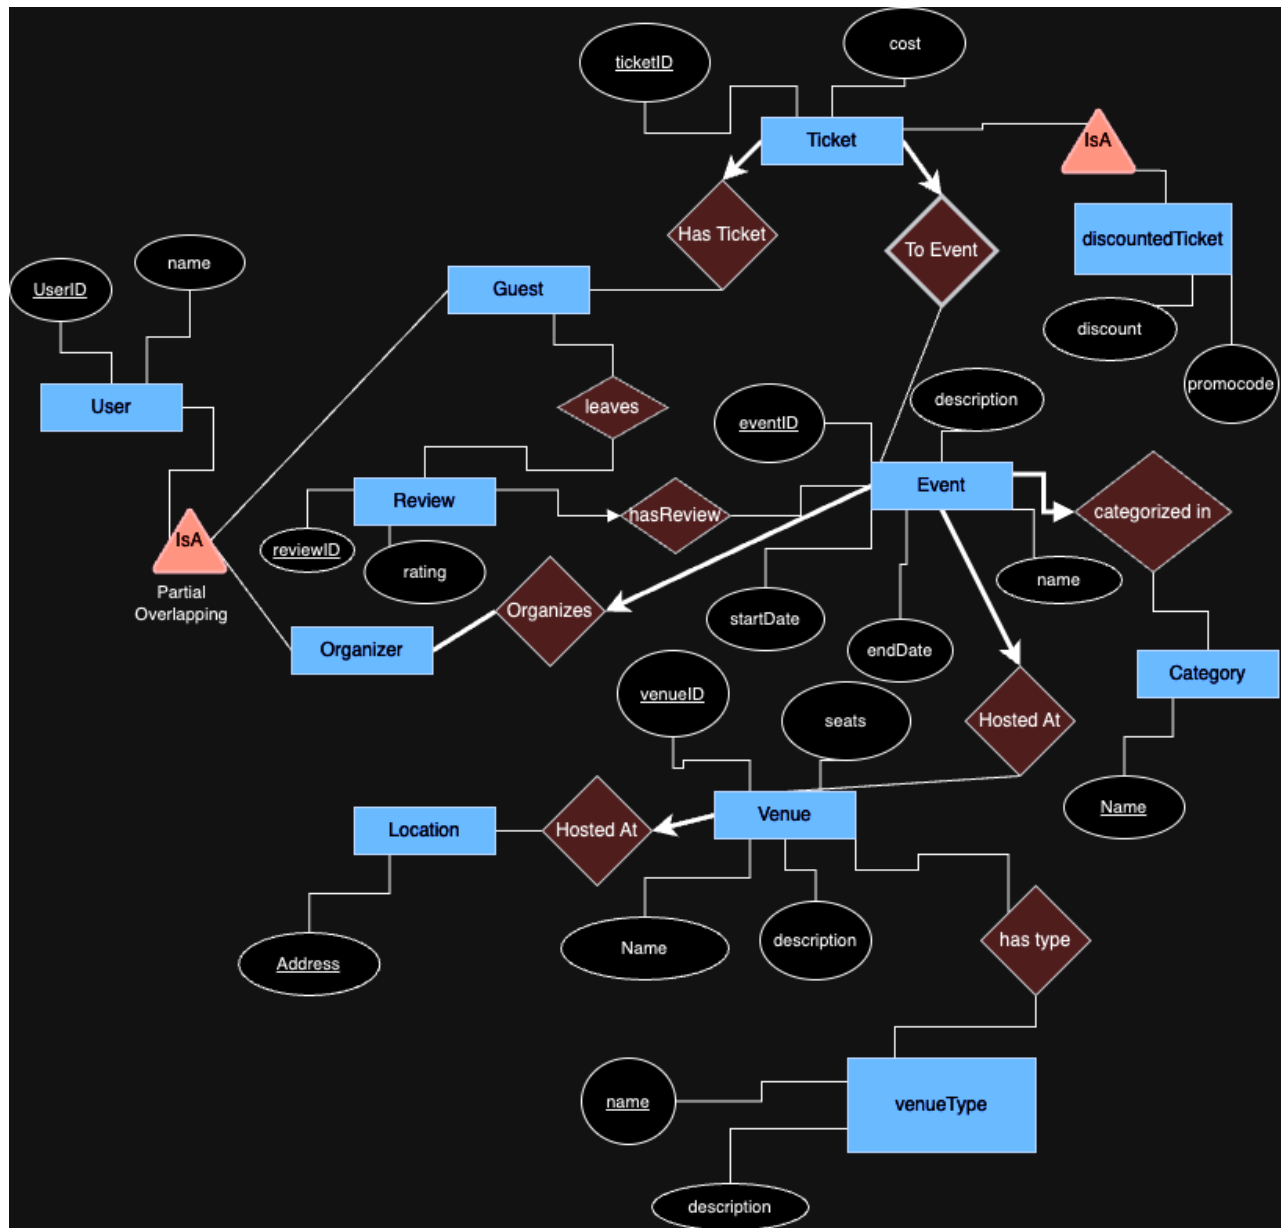 cost
ticketID
Ticket
IsA
Has Ticket
To Event
discountedTicket
name
UserID
Guest
discount
promocode
User
leaves
description
eventID
Event
Review
hasReview
categorized in
IsA
reviewID
rating
name
Partial
Overlapping
Organizes
startDate
endDate
Organizer
Category
venueID
seats
Hosted At
Name
Location
Hosted At
Venue
Name
description
has type
Address
name
venueType
description